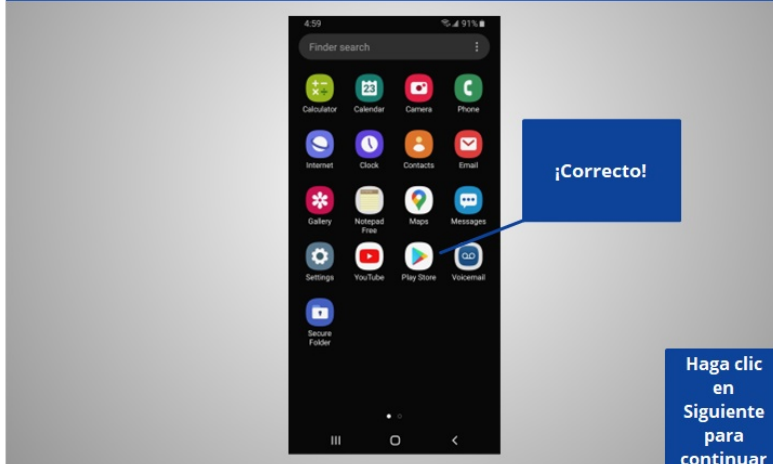 4:59
91%
Finder search
Calculator Calendar Camera Phone
23
Internet Clock Contacts Email
Gallery Notepad Free Maps Messages
Settings YouTube Play Store Voicemail
Secure
Folder
¡Correcto!
Haga clic
en
Siguiente
para
continuar